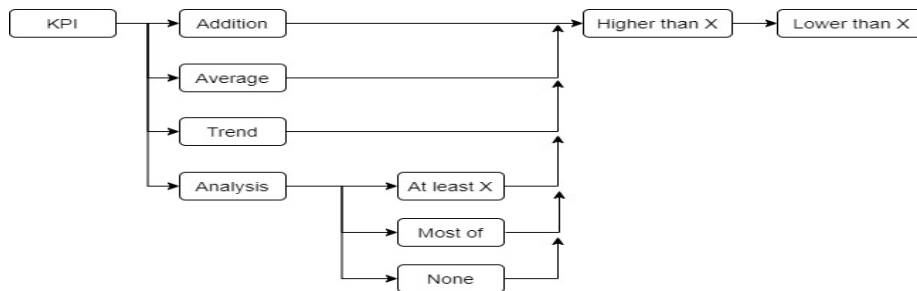 KPI
Addition
Higher than X
Lower than X
Average
Trend
Analysis
At least X
Most of
None